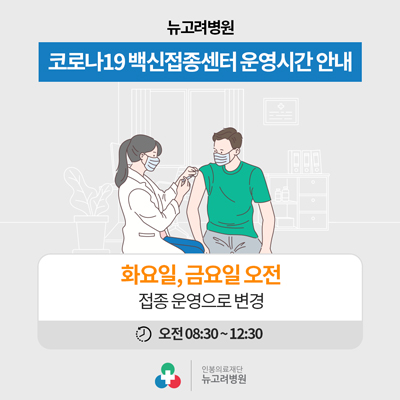 뉴고려병원
코로나19 백신접종센터 운영시간 안내
화요일, 금요일 오전
접종 운영으로 변경
오전 08:30 ~ 12:30
인봉의료재단
뉴고려병원